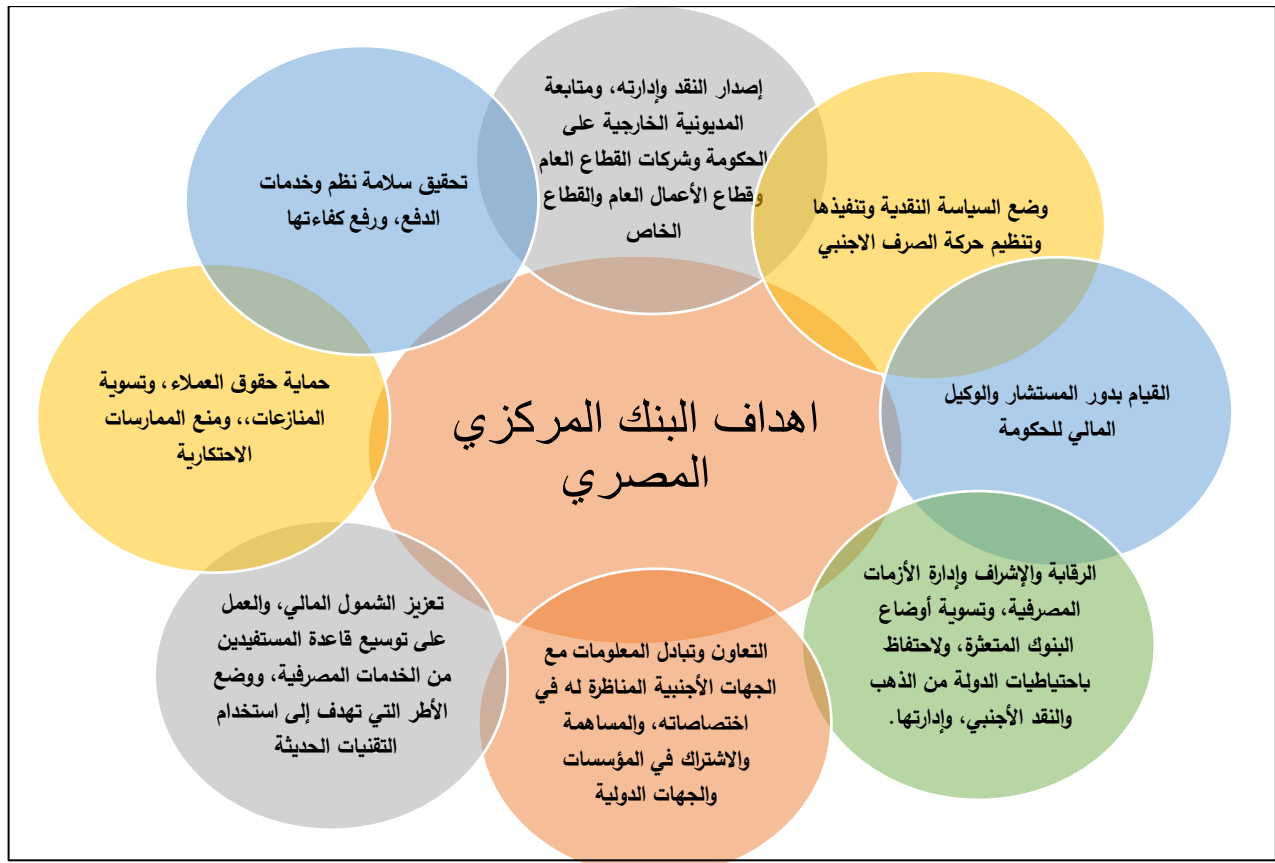 إصدار النقد وإدارته، ومتابعة
المديونية الخارجية على
الحكومة وشركات القطاع العام
وقطاع الأعمال العام والقطاع
الخاص
وضع السياسة النقدية وتنفيذها
وتنظيم حركة الصرف الاجنبي
القيام بدور المستشار والوكيل
المالي للحكومة
الرقابة والإشراف وإدارة الأزمات
المصرفية، وتسوية أوضاع
البنوك المتعثرة، ولاحتفاظ
باحتياطيات الدولة من الذهب
والنقد الأجنبي، وإدارتها.
التعاون وتبادل المعلومات مع
الجهات الأجنبية المناظرة له في
اختصاصاته، والمساهمة
والاشتراك في المؤسسات
والجهات الدولية
تعزيز الشمول المالي، والعمل
على توسيع قاعدة المستفيدين
من الخدمات المصرفية، ووضع
الأطر التي تهدف إلى استخدام
التقنيات الحديثة
حماية حقوق العملاء، وتسوية
المنازعات،، ومنع الممارسات
الاحتكارية
تحقيق سلامة نظم وخدمات
الدفع، ورفع كفاءتها
اهداف البنك المركزي
المصري